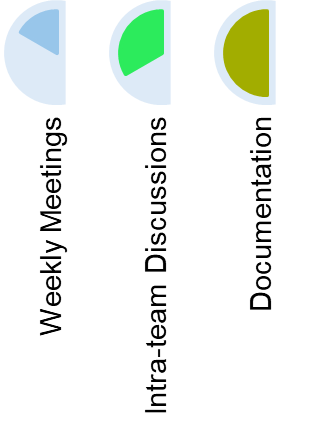 Weekly Meetings
Intra-team Discussions
Documentation